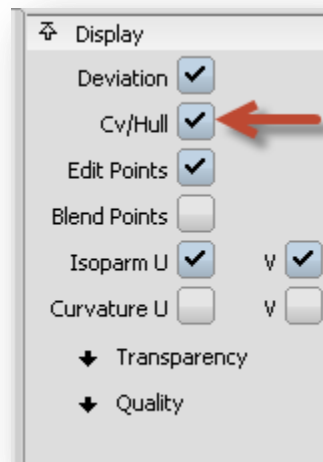 Display
Deviation
Cv/Hull
Edit Points
Blend Points
Isoparm U V
Curvature U V
Transparency
Quality